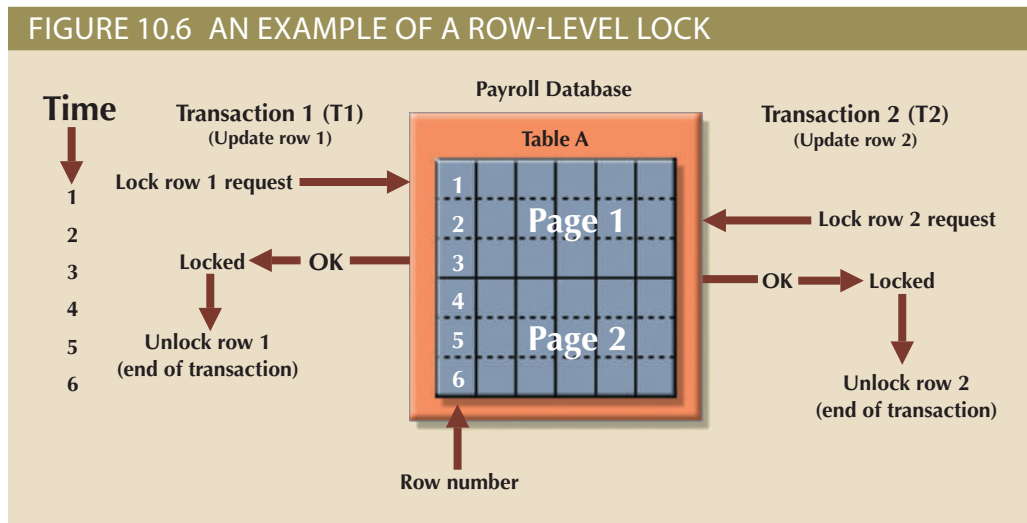 FIGURE 10.6 AN EXAMPLE OF A ROW-LEVEL LOCK
Time
1
2
3
4
5
6
Transaction 1 (T1)
(Update row 1)
Lock row 1 request
Locked
OK
Unlock row 1
(end of transaction)
Payroll Database
Table A
1
2
3
4
5
6
Page 1
Page 2
Row number
Transaction 2 (T2)
(Update row 2)
Lock row 2 request
OK
Locked
Unlock row 2
(end of transaction)